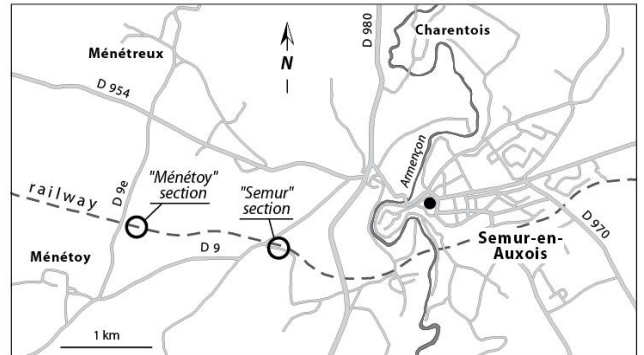 Ménétreux
D 980
Charentois
N
D 954
Armençon
"Ménétoy"
section
D 9e
railway
"Semur"
section
D 9
Semur-en-
Auxois
D 970
Ménétoy
1 km